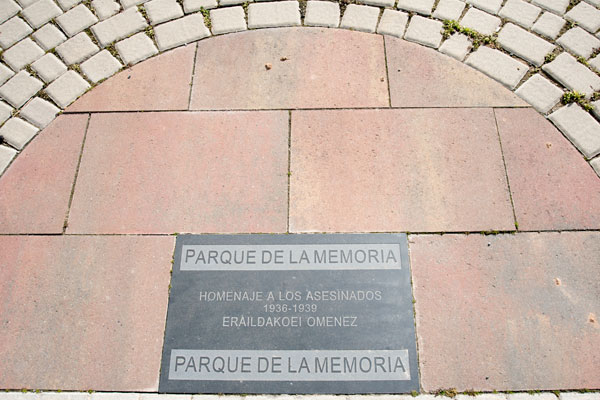 PARQUE DE LA MEMORIA
HOMENAJE A LOS ASESINADOS
1936-1939
ERAILDAKOEI OMENEZ
PARQUE DE LA MEMORIA